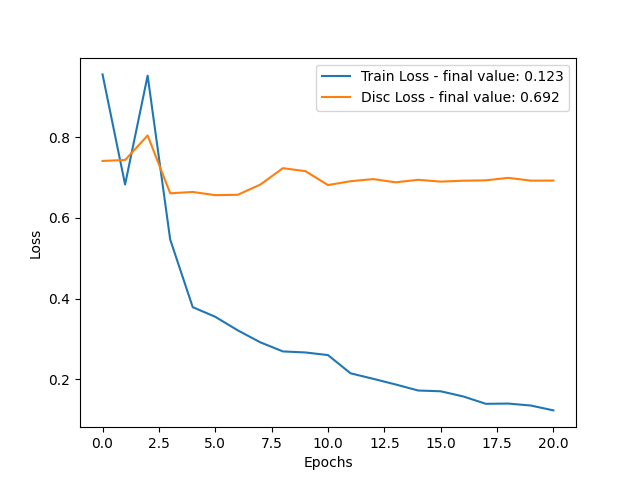 Train Loss - final value: 0.123
Disc Loss - final value: 0.692
0.8
0.6
0.4
0.2
Loss
0.0 2.5 5.0 7.5 10.0 12.5 15.0 17.5 20.0
Epochs